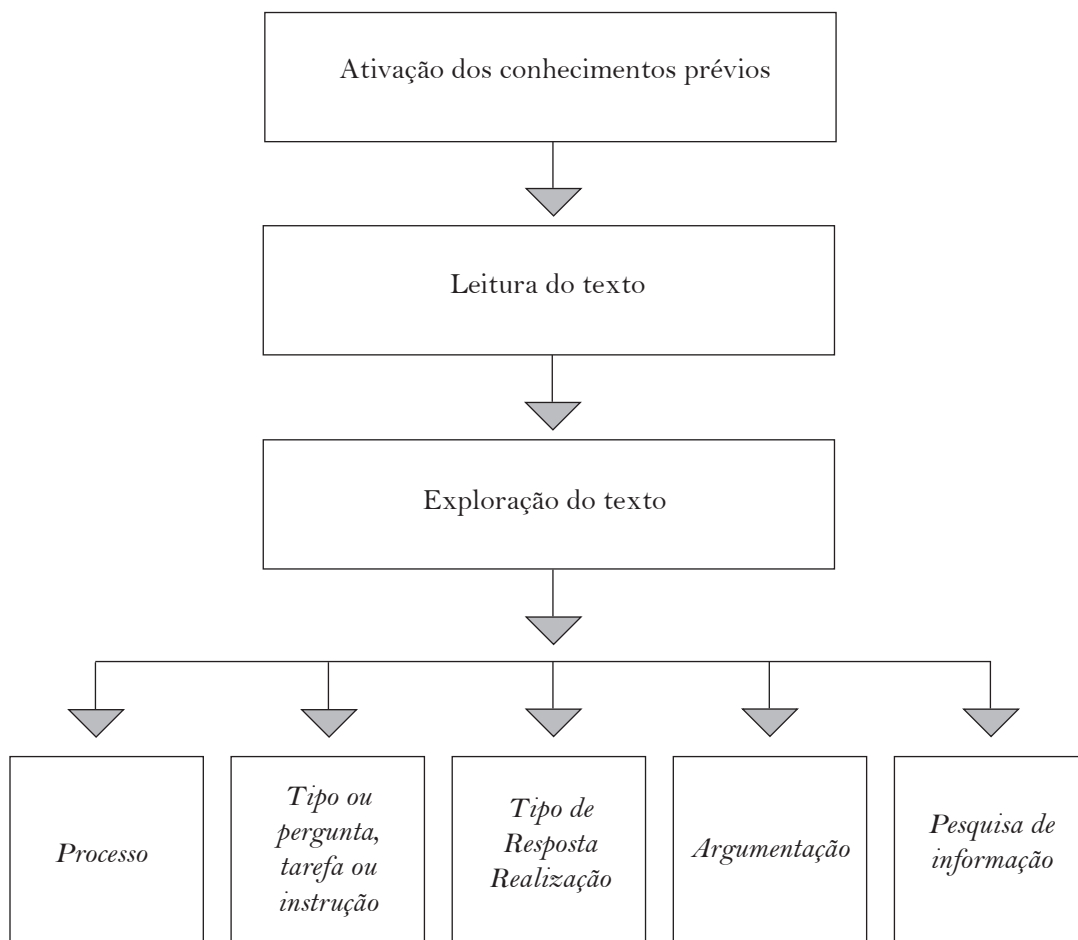 Ativação dos conhecimentos prévios
Leitura do texto
Exploração do texto
Processo
Tipo ou
pergunta,
tarefa ou
instrução
Tipo de
Resposta
Realização
Argumentação
Pesquisa de
informação